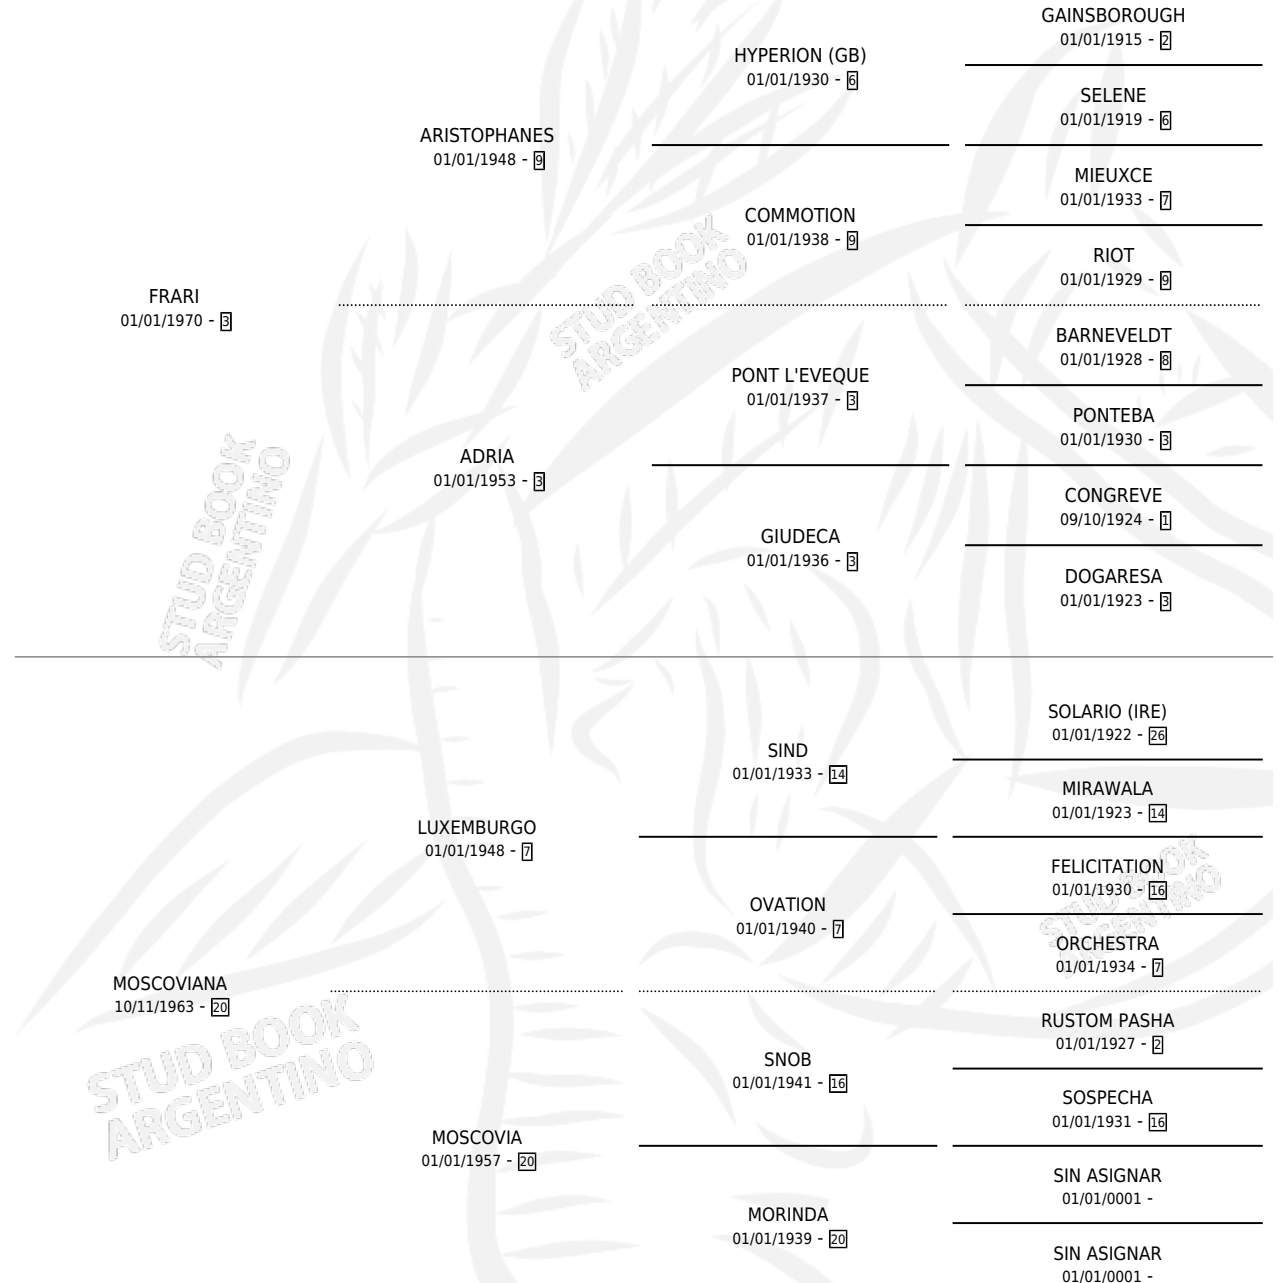 GAINSBOROUGH
01/01/1915 - 2
HYPERION (GB)
01/01/1930 - 6
SELENE
01/01/1919 - 6
ARISTOPHANES
01/01/1948 - 9
MIEUXCE
01/01/1933 - 7
COMMOTION
01/01/1938 - 9
RIOT
01/01/1929 - 9
FRARI
01/01/1970 - 3
BARNEVELDT
01/01/1928 - 8
PONT L'EVEQUE
01/01/1937 - 3
PONTEBA
01/01/1930 - 3
ADRIA
01/01/1953 - 3
CONGREVE
09/10/1924 - 1
GIUDECA
01/01/1936 - 3
DOGARESA
01/01/1923 - 3
STUD BOOK
ARGENTINO
STUD BOOK
ARGENTINO
SOLARIO (IRE)
01/01/1922 - 26
SIND
01/01/1933 - 14
MIRAWALA
01/01/1923 - 14
LUXEMBURGO
01/01/1948 - 7
FELICITATION
01/01/1930 - 16
OVATION
01/01/1940 - 7
ORCHESTRA
01/01/1934 - 7
MOSCOVIANA
10/11/1963 - 20
RUSTOM PASHA
01/01/1927 - 2
SNOB
01/01/1941 - 16
SOSPECHA
01/01/1931 - 16
MOSCOVIA
01/01/1957 - 20
SIN ASIGNAR
01/01/0001 -
MORINDA
01/01/1939 - 20
SIN ASIGNAR
01/01/0001 -
STUD BOOK
ARGENTINO
STUD BOOK
ARGENTINO